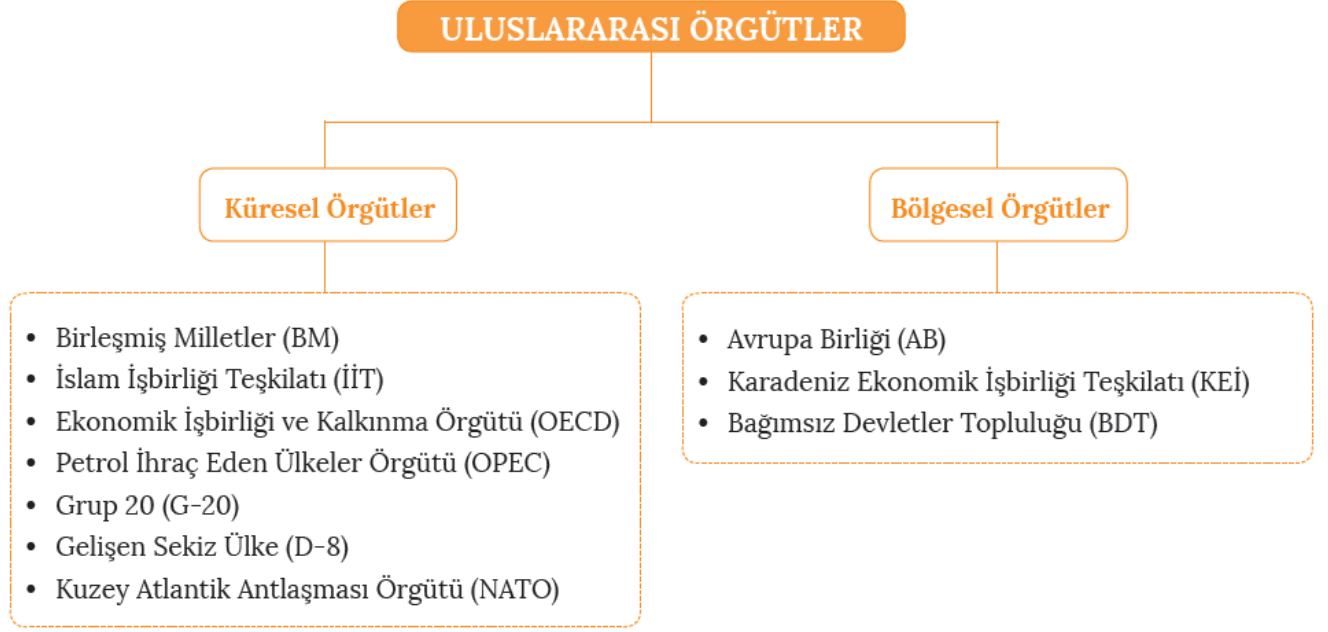 ULUSLARARASI ÖRGÜTLER
Küresel Örgütler
• Birleşmiş Milletler (BM)
• İslam İşbirliği Teşkilatı (İİT)
• Ekonomik İşbirliği ve Kalkınma Örgütü (OECD)
• Petrol İhraç Eden Ülkeler Örgütü (OPEC)
• Grup 20 (G-20)
• Gelişen Sekiz Ülke (D-8)
• Kuzey Atlantik Antlaşması Örgütü (NATO)
Bölgesel Örgütler
• Avrupa Birliği (AB)
• Karadeniz Ekonomik İşbirliği Teşkilatı (KEİ)
• Bağımsız Devletler Topluluğu (BDT)